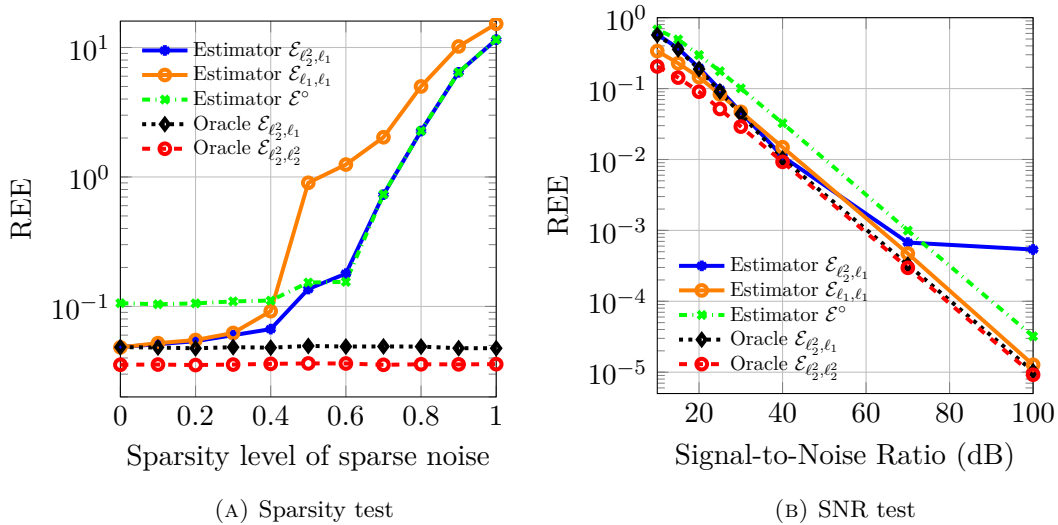 10^1
10^0
10^{-1}
REE
0
0.2
0.4
0.6
0.8
1
Sparsity level of sparse noise
Estimator ℰ_{ℓ_2^2,ℓ_1}
Estimator ℰ_{ℓ_1,ℓ_1}
Estimator ℰ°
Oracle ℰ_{ℓ_2^2,ℓ_1}
Oracle ℰ_{ℓ_2^2,ℓ_2^2}
(A) Sparsity test
10^0
10^{-1}
10^{-2}
10^{-3}
10^{-4}
10^{-5}
REE
20
40
60
80
100
Signal-to-Noise Ratio (dB)
Estimator ℰ_{ℓ_2^2,ℓ_1}
Estimator ℰ_{ℓ_1,ℓ_1}
Estimator ℰ°
Oracle ℰ_{ℓ_2^2,ℓ_1}
Oracle ℰ_{ℓ_2^2,ℓ_2^2}
(B) SNR test